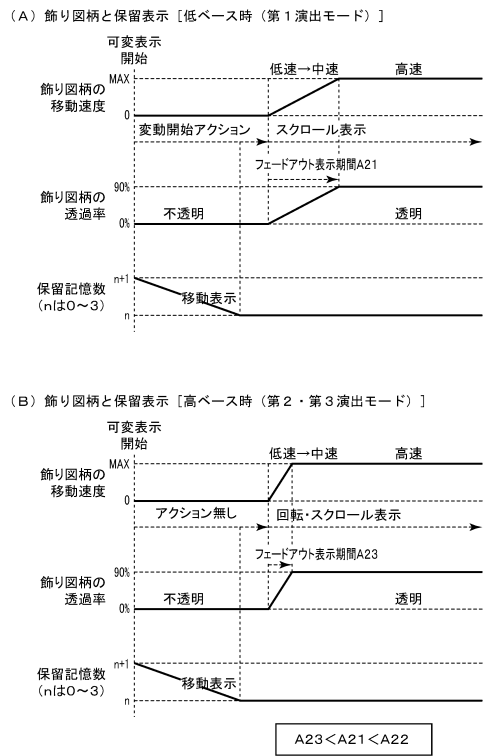 （Ａ）飾り図柄と保留表示［低ベース時（第１演出モード）］
可変表示
開始
低速→中速
高速
MAX
飾り図柄の
移動速度
0
変動開始アクション
スクロール表示
フェードアウト表示期間A21
90%
飾り図柄の
透過率
0%
不透明
透明
n+1
保留記憶数
（nは０～３）
移動表示
n
（Ｂ）飾り図柄と保留表示［高ベース時（第２・第３演出モード）］
可変表示
開始
低速→中速
高速
MAX
飾り図柄の
移動速度
0
アクション無し
回転・スクロール表示
フェードアウト表示期間A23
90%
飾り図柄の
透過率
0%
不透明
透明
n+1
保留記憶数
（nは０～３）
移動表示
n
A23＜A21＜A22